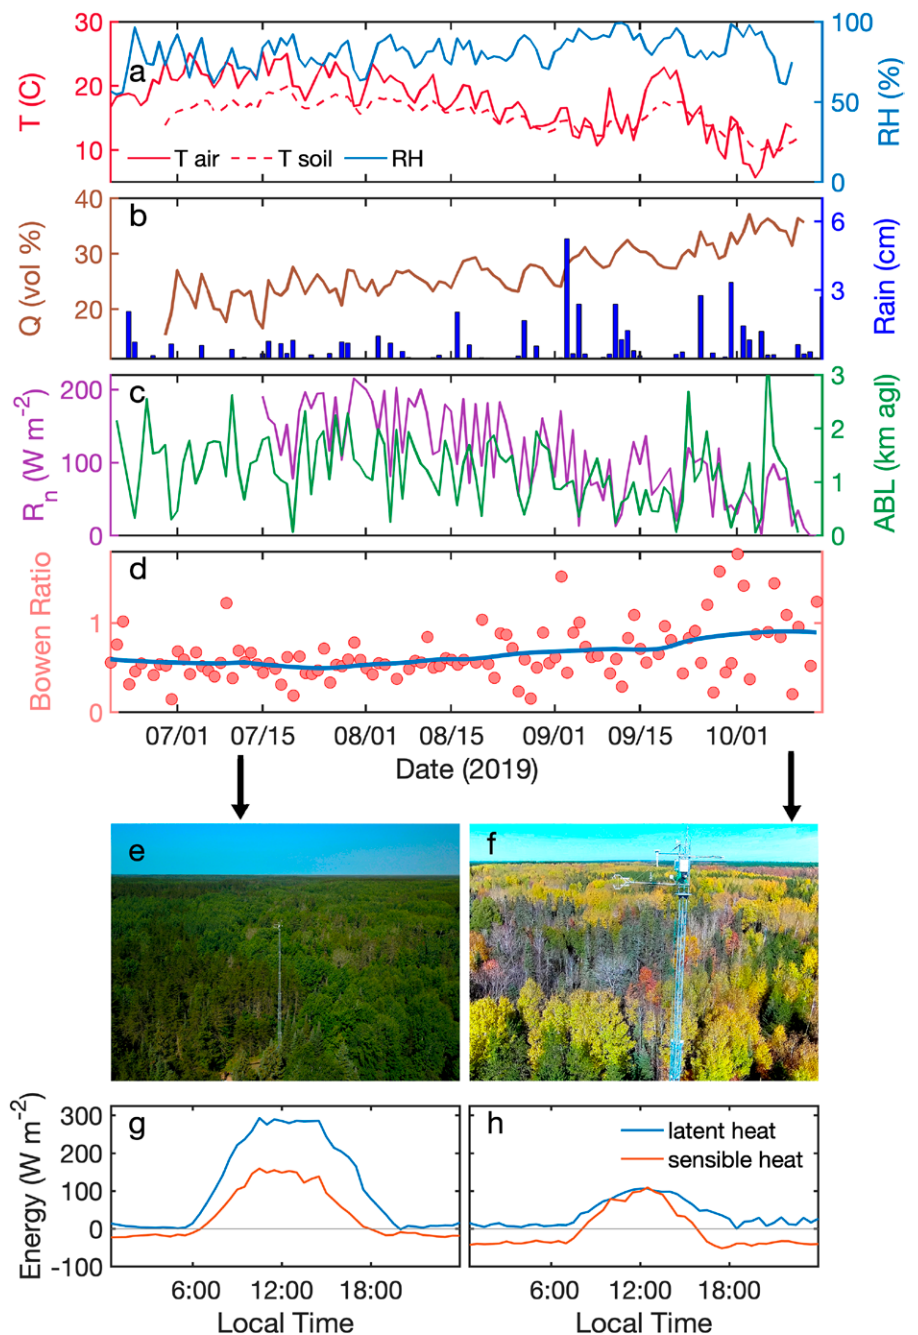 a
T (C)
30
20
10
RH (%)
100
50
0
T air
T soil
RH
b
Q (vol %)
40
30
20
Rain (cm)
6
3
c
Rn (W m-2)
200
100
0
ABL (km agl)
3
2
1
0
d
Bowen Ratio
1
0
07/01 07/15 08/01 08/15 09/01 09/15 10/01
Date (2019)
e
f
g
Energy (W m-2)
300
200
100
0
-100
6:00 12:00 18:00
Local Time
h
latent heat
sensible heat
6:00 12:00 18:00
Local Time